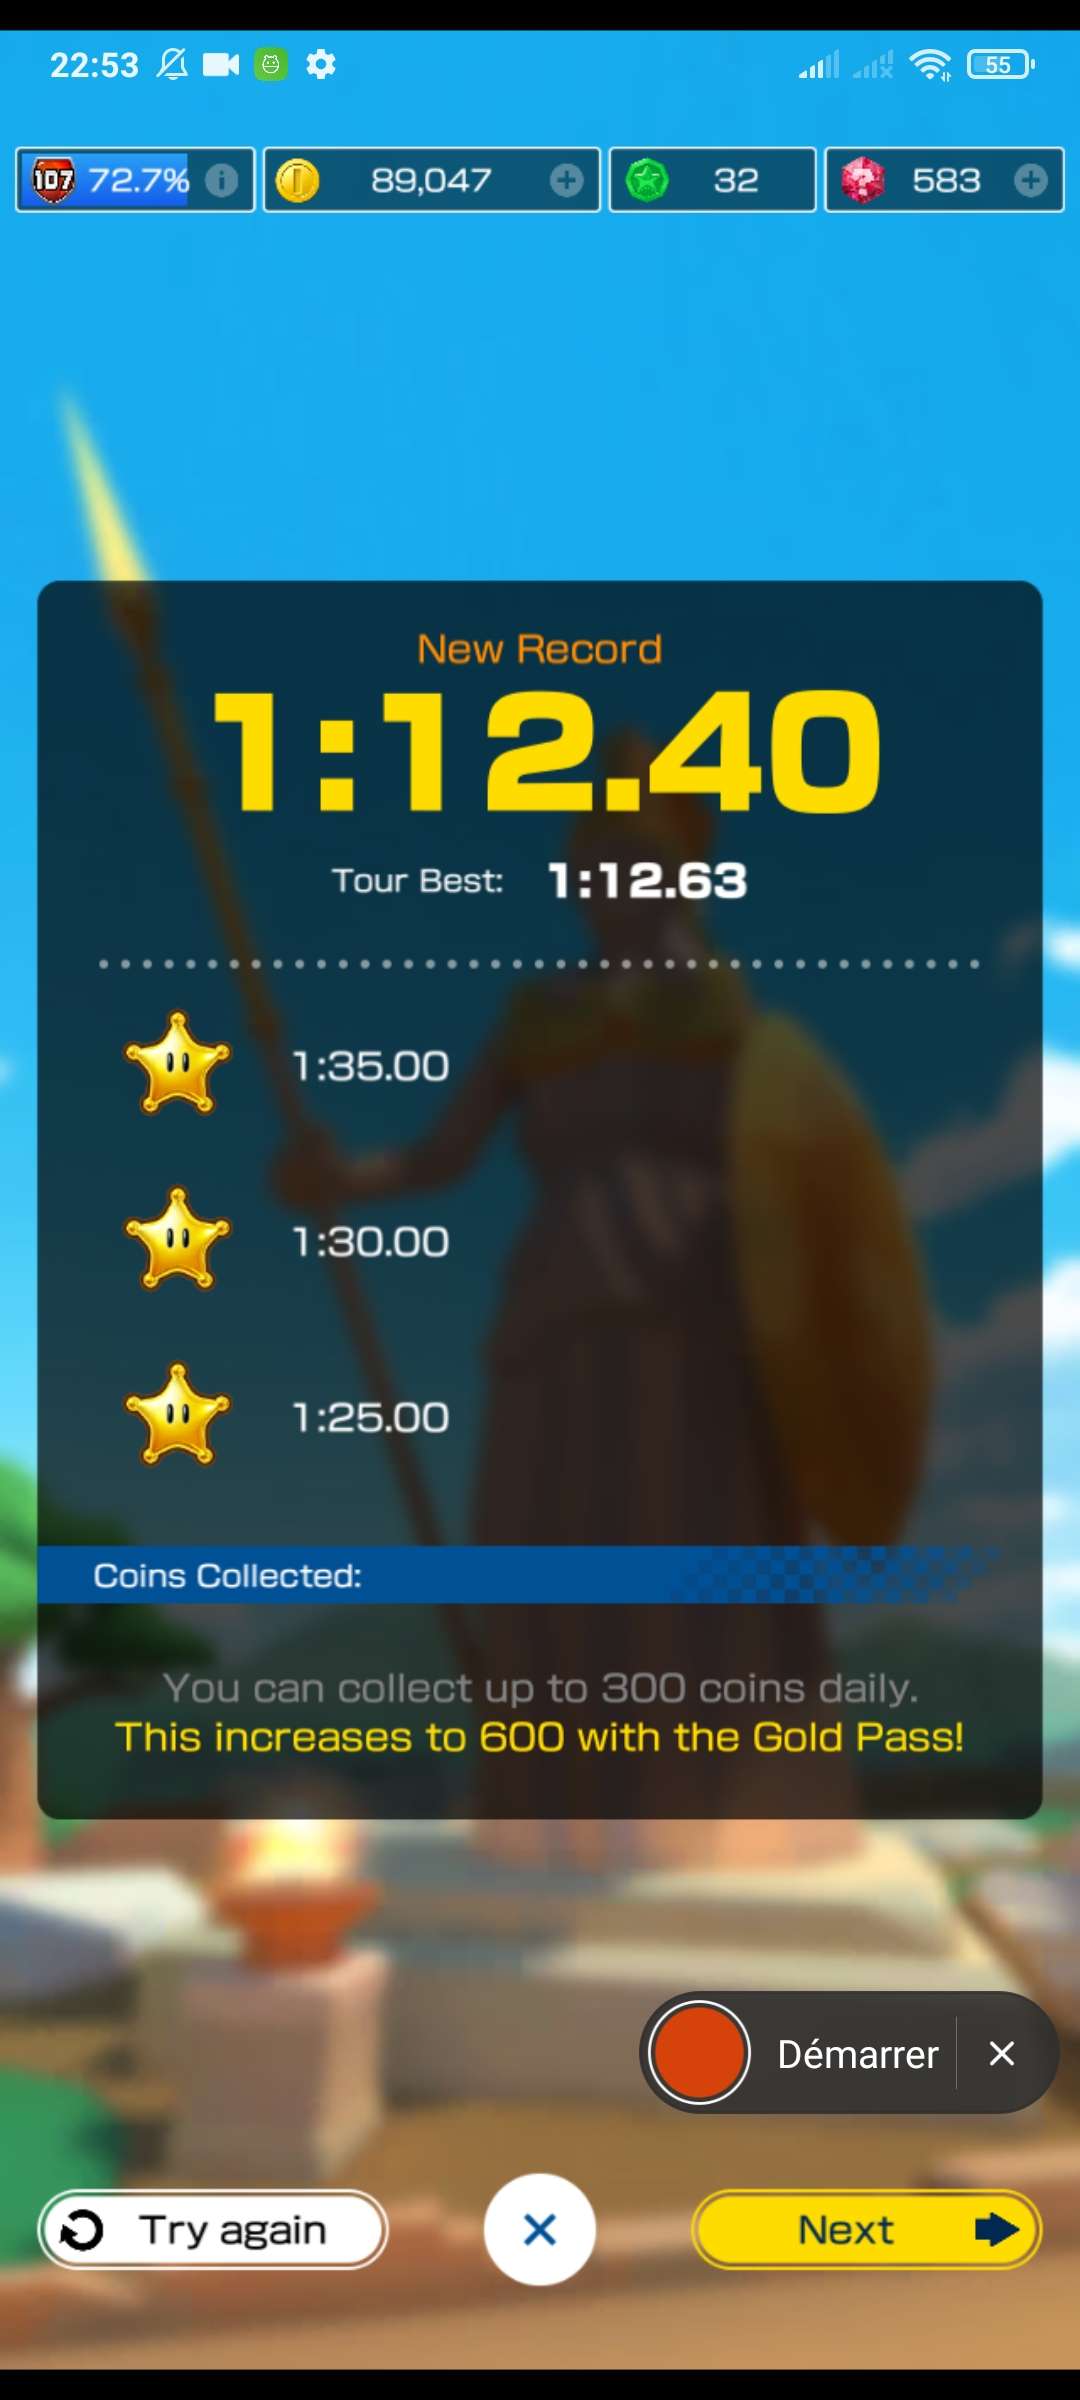 22:53 55
107 72.7% 89,047 32 583
New Record
1:12.40
Tour Best: 1:12.63
1:35.00
1:30.00
1:25.00
Coins Collected:
You can collect up to 300 coins daily.
This increases to 600 with the Gold Pass!
Démarrer
Try again Next